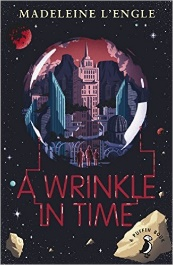 MADELEINE L'ENGLE
A WRINKLE
IN TIME
A PUFFIN BOOK